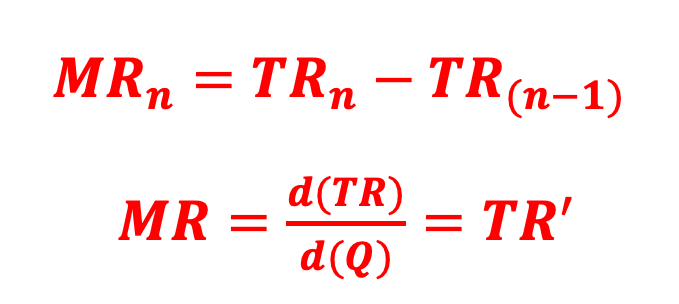 MRₙ = TRₙ − TR₍ₙ₋₁₎
MR = d(TR)/d(Q) = TR′